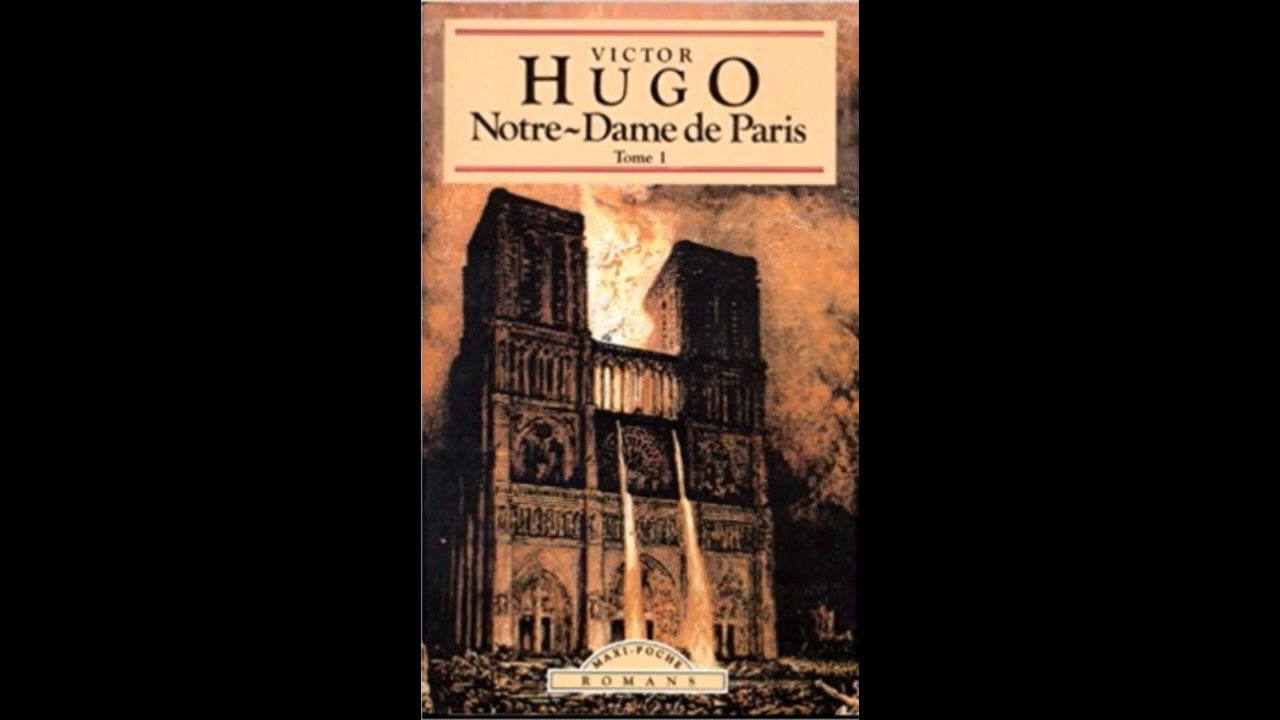 VICTOR
HUGO
Notre~Dame de Paris
Tome 1
MAXI-POCHE
ROMANS